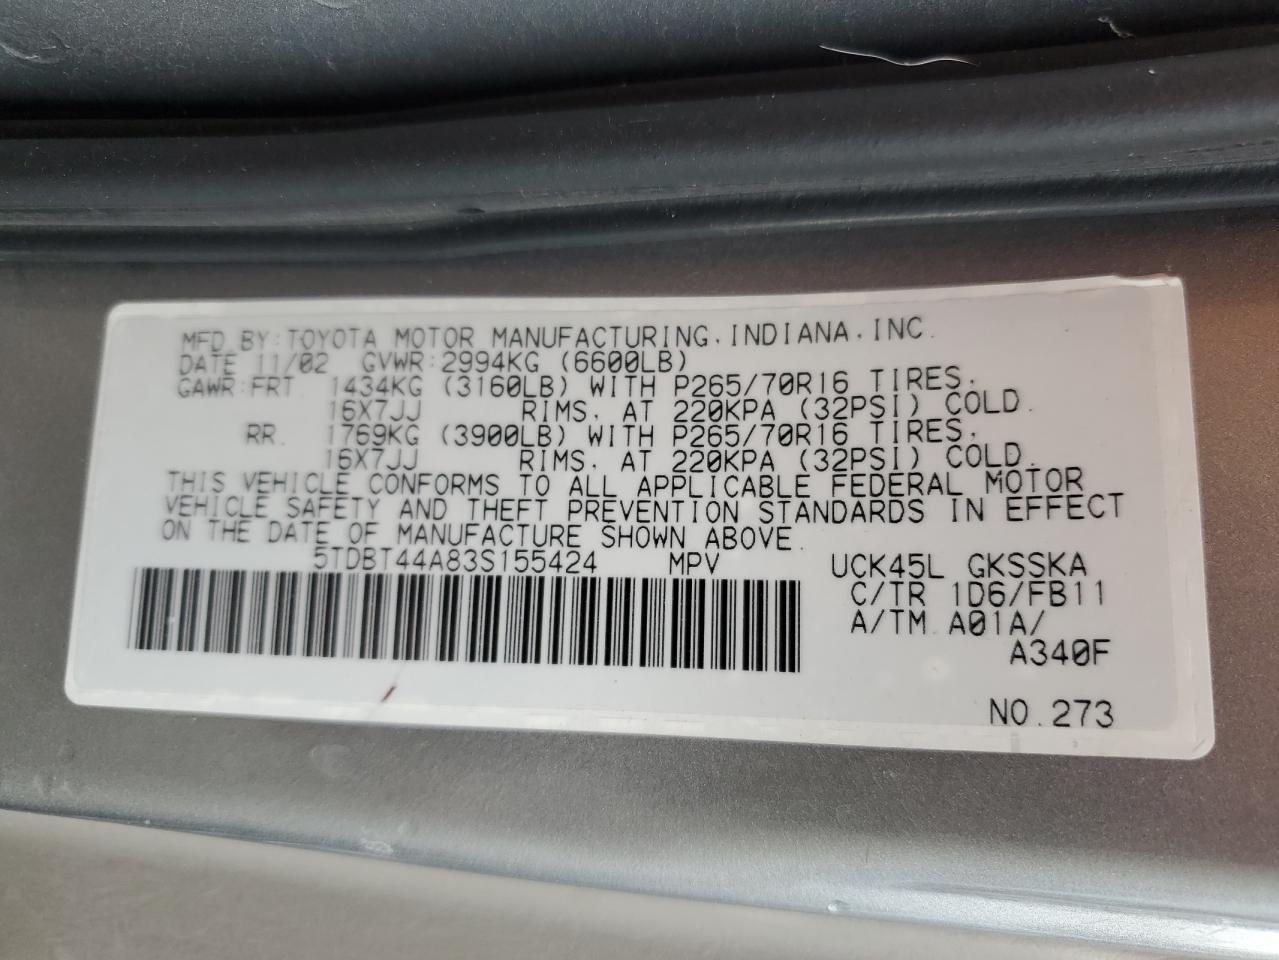 MFD BY: TOYOTA MOTOR MANUFACTURING, INDIANA, INC.
DATE 11/02 GVWR: 2994KG (6600LB)
GAWR: FRT 1434KG (3160LB) WITH P265/70R16 TIRES,
16X7JJ RIMS, AT 220KPA (32PSI) COLD.
RR. 1769KG (3900LB) WITH P265/70R16 TIRES,
16X7JJ RIMS, AT 220KPA (32PSI) COLD.
THIS VEHICLE CONFORMS TO ALL APPLICABLE FEDERAL MOTOR
VEHICLE SAFETY AND THEFT PREVENTION STANDARDS IN EFFECT
ON THE DATE OF MANUFACTURE SHOWN ABOVE.
5TDBT44A83S155424 MPV UCK45L GKSSKA
C/TR 1D6/FB11
A/TM A01A/
A340F
NO.273